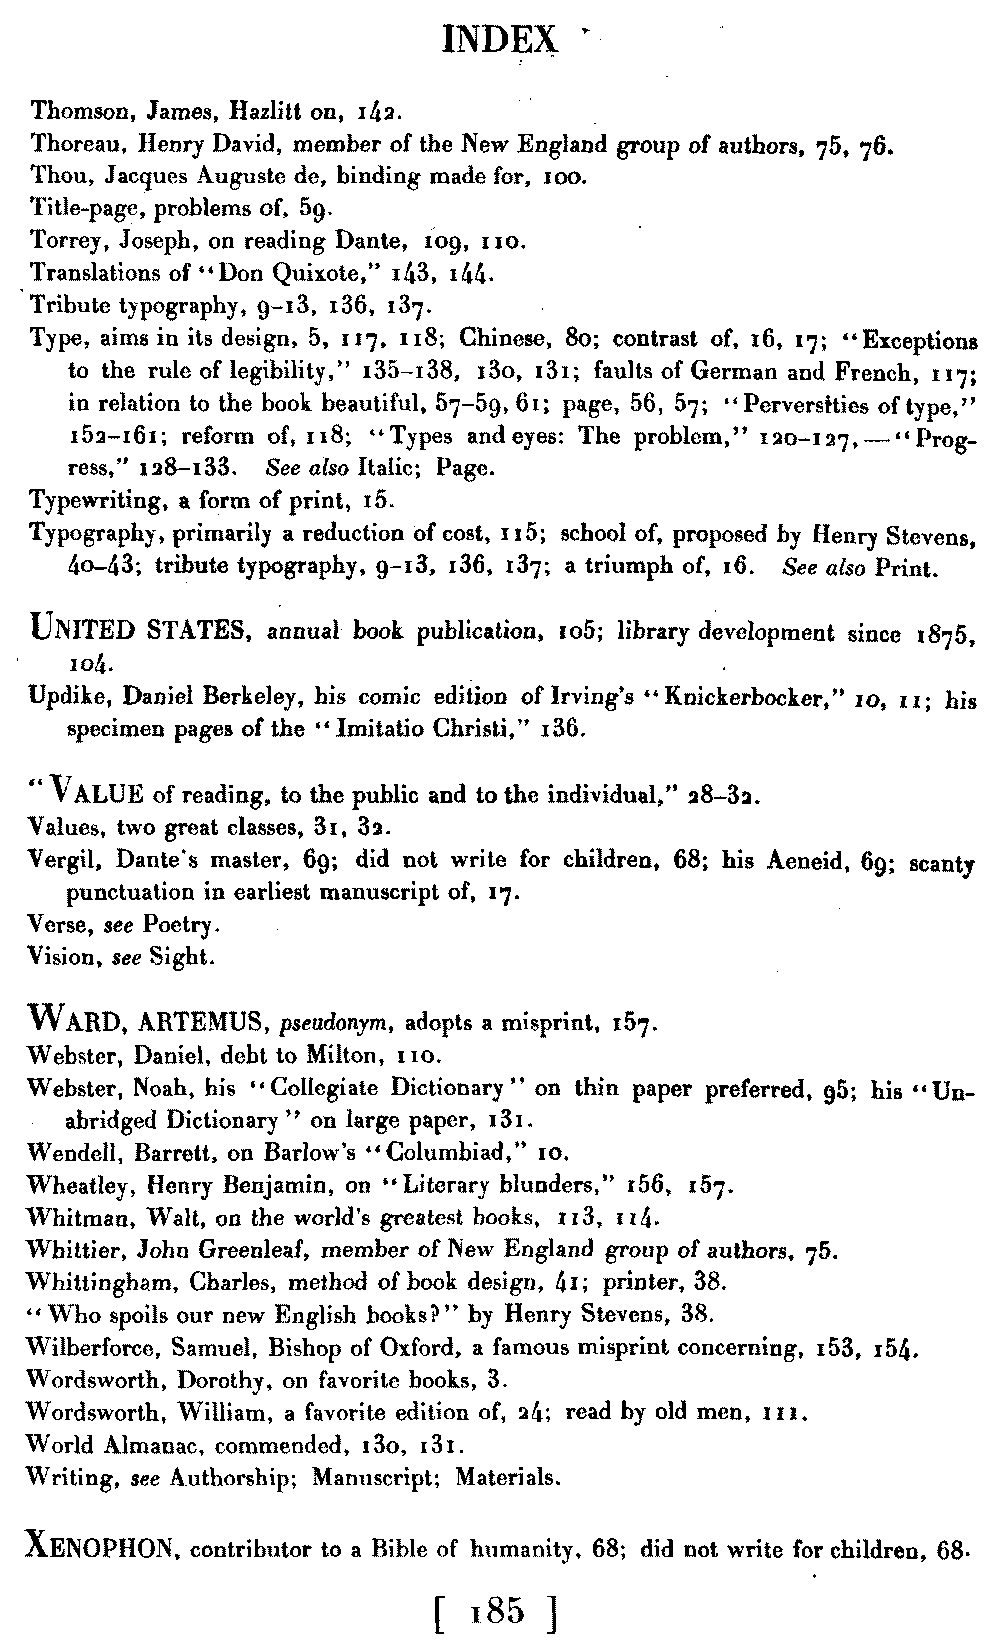 INDEX
Thomson, James, Hazlitt on, 142.
Thoreau, Henry David, member of the New England group of authors, 75, 76.
Thou, Jacques Auguste de, binding made for, 100.
Title-page, problems of, 59.
Torrey, Joseph, on reading Dante, 109, 110.
Translations of "Don Quixote," 143, 144.
Tribute typography, 9–13, 136, 137.
Type, aims in its design, 5, 117, 118; Chinese, 80; contrast of, 16, 17; "Exceptions
to the rule of legibility," 135–138, 130, 131; faults of German and French, 117;
in relation to the book beautiful, 57–59, 61; page, 56, 57; "Perversities of type,"
152–161; reform of, 118; "Types and eyes: The problem," 120–127,—"Prog-
ress," 128–133. See also Italic; Page.
Typewriting, a form of print, 15.
Typography, primarily a reduction of cost, 115; school of, proposed by Henry Stevens,
40–43; tribute typography, 9–13, 136, 137; a triumph of, 16. See also Print.
UNITED STATES, annual book publication, 105; library development since 1875,
104.
Updike, Daniel Berkeley, his comic edition of Irving's "Knickerbocker," 10, 11; his
specimen pages of the "Imitatio Christi," 136.
"VALUE of reading, to the public and to the individual," 28–32.
Values, two great classes, 31, 32.
Vergil, Dante's master, 69; did not write for children, 68; his Aeneid, 69; scanty
punctuation in earliest manuscript of, 17.
Verse, see Poetry.
Vision, see Sight.
WARD, ARTEMUS, pseudonym, adopts a misprint, 157.
Webster, Daniel, debt to Milton, 110.
Webster, Noah, his "Collegiate Dictionary" on thin paper preferred, 95; his "Un-
abridged Dictionary" on large paper, 131.
Wendell, Barrett, on Barlow's "Columbiad," 10.
Wheatley, Henry Benjamin, on "Literary blunders," 156, 157.
Whitman, Walt, on the world's greatest books, 113, 114.
Whittier, John Greenleaf, member of New England group of authors, 75.
Whittingham, Charles, method of book design, 41; printer, 38.
"Who spoils our new English books?" by Henry Stevens, 38.
Wilberforce, Samuel, Bishop of Oxford, a famous misprint concerning, 153, 154.
Wordsworth, Dorothy, on favorite books, 3.
Wordsworth, William, a favorite edition of, 24; read by old men, 111.
World Almanac, commended, 130, 131.
Writing, see Authorship; Manuscript; Materials.
XENOPHON, contributor to a Bible of humanity, 68; did not write for children, 68.
[ 185 ]